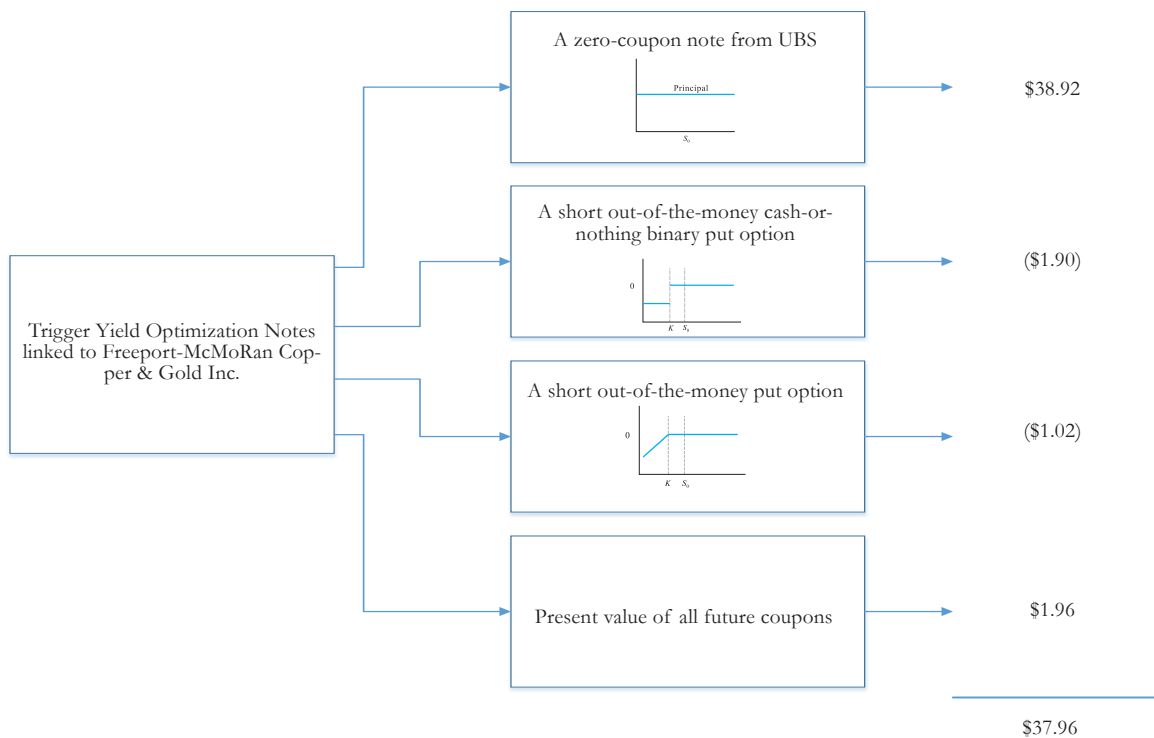 A zero-coupon note from UBS
Principal
S₀
$38.92
A short out-of-the-money cash-or-
nothing binary put option
0
K
S₀
($1.90)
Trigger Yield Optimization Notes
linked to Freeport-McMoRan Cop-
per & Gold Inc.
A short out-of-the-money put option
0
K
S₀
($1.02)
Present value of all future coupons
$1.96
$37.96